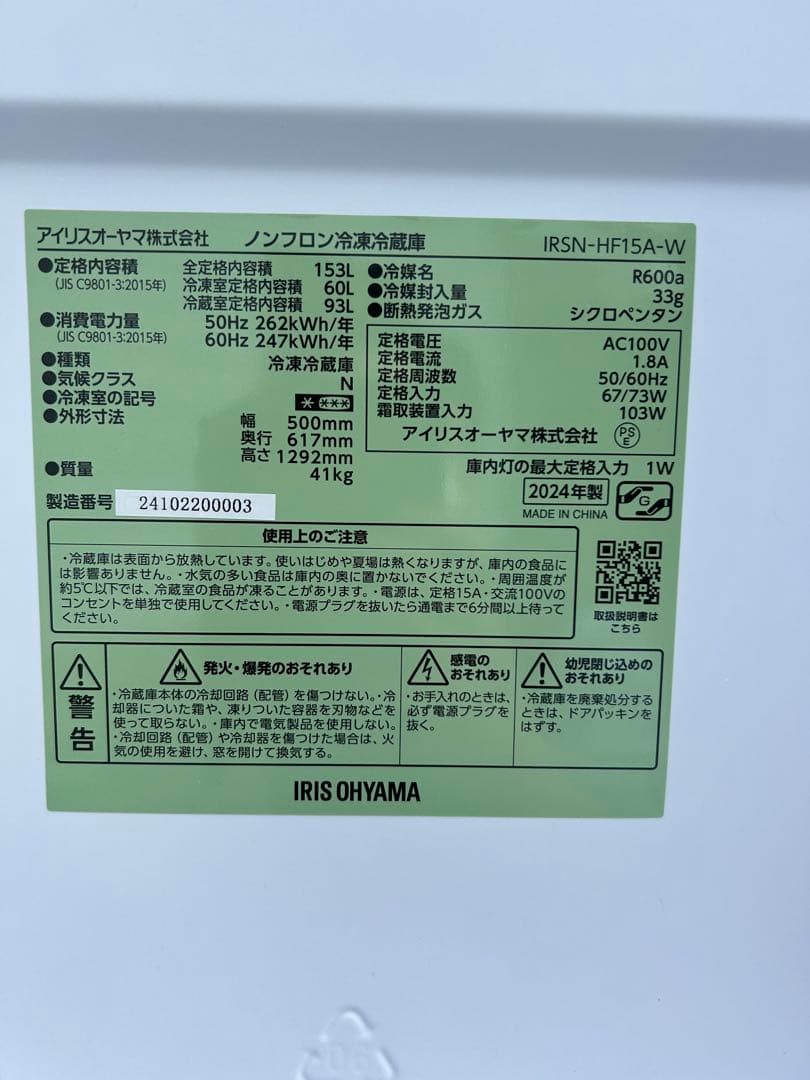 アイリスオーヤマ株式会社 ノンフロン冷凍冷蔵庫 IRSN-HF15A-W
●定格内容積 全定格内容積 153L
(JIS C9801-3:2015年) 冷凍室定格内容積 60L
冷蔵室定格内容積 93L
●消費電力量 50Hz 262kWh/年
(JIS C9801-3:2015年) 60Hz 247kWh/年
●種類 冷凍冷蔵庫
●気候クラス N
●冷凍室の記号
●外形寸法 幅 500mm
奥行 617mm
高さ 1292mm
●質量 41kg
製造番号 24102200003
●冷媒名 R600a
●冷媒封入量 33g
●断熱発泡ガス シクロペンタン
定格電圧 AC100V
定格電流 1.8A
定格周波数 50/60Hz
定格入力 67/73W
霜取装置入力 103W
アイリスオーヤマ株式会社 PSE
庫内灯の最大定格入力 1W
2024年製
MADE IN CHINA
G
取扱説明書は
こちら
使用上のご注意
・冷蔵庫は表面から放熱しています。使いはじめや夏場は熱くなりますが、庫内の食品に
は影響ありません。・水気の多い食品は庫内の奥に置かないでください。・周囲温度が
約5℃以下では、冷蔵室の食品が凍ることがあります。・電源は、定格15A・交流100Vの
コンセントを単独で使用してください。・電源プラグを抜いたら通電まで6分間以上待って
ください。
警告
発火・爆発のおそれあり
・冷蔵庫本体の冷却回路（配管）を傷つけない。・冷
却器についた霜や、凍りついた容器を刃物などを
使って取らない。・庫内で電気製品を使用しない。
・冷却回路（配管）や冷却器を傷つけた場合は、火
気の使用を避け、窓を開けて換気する。
感電の
おそれあり
・お手入れのときは、
必ず電源プラグを
抜く。
幼児閉じ込めの
おそれあり
・冷蔵庫を廃棄処分する
ときは、ドアパッキンを
はずす。
IRIS OHYAMA